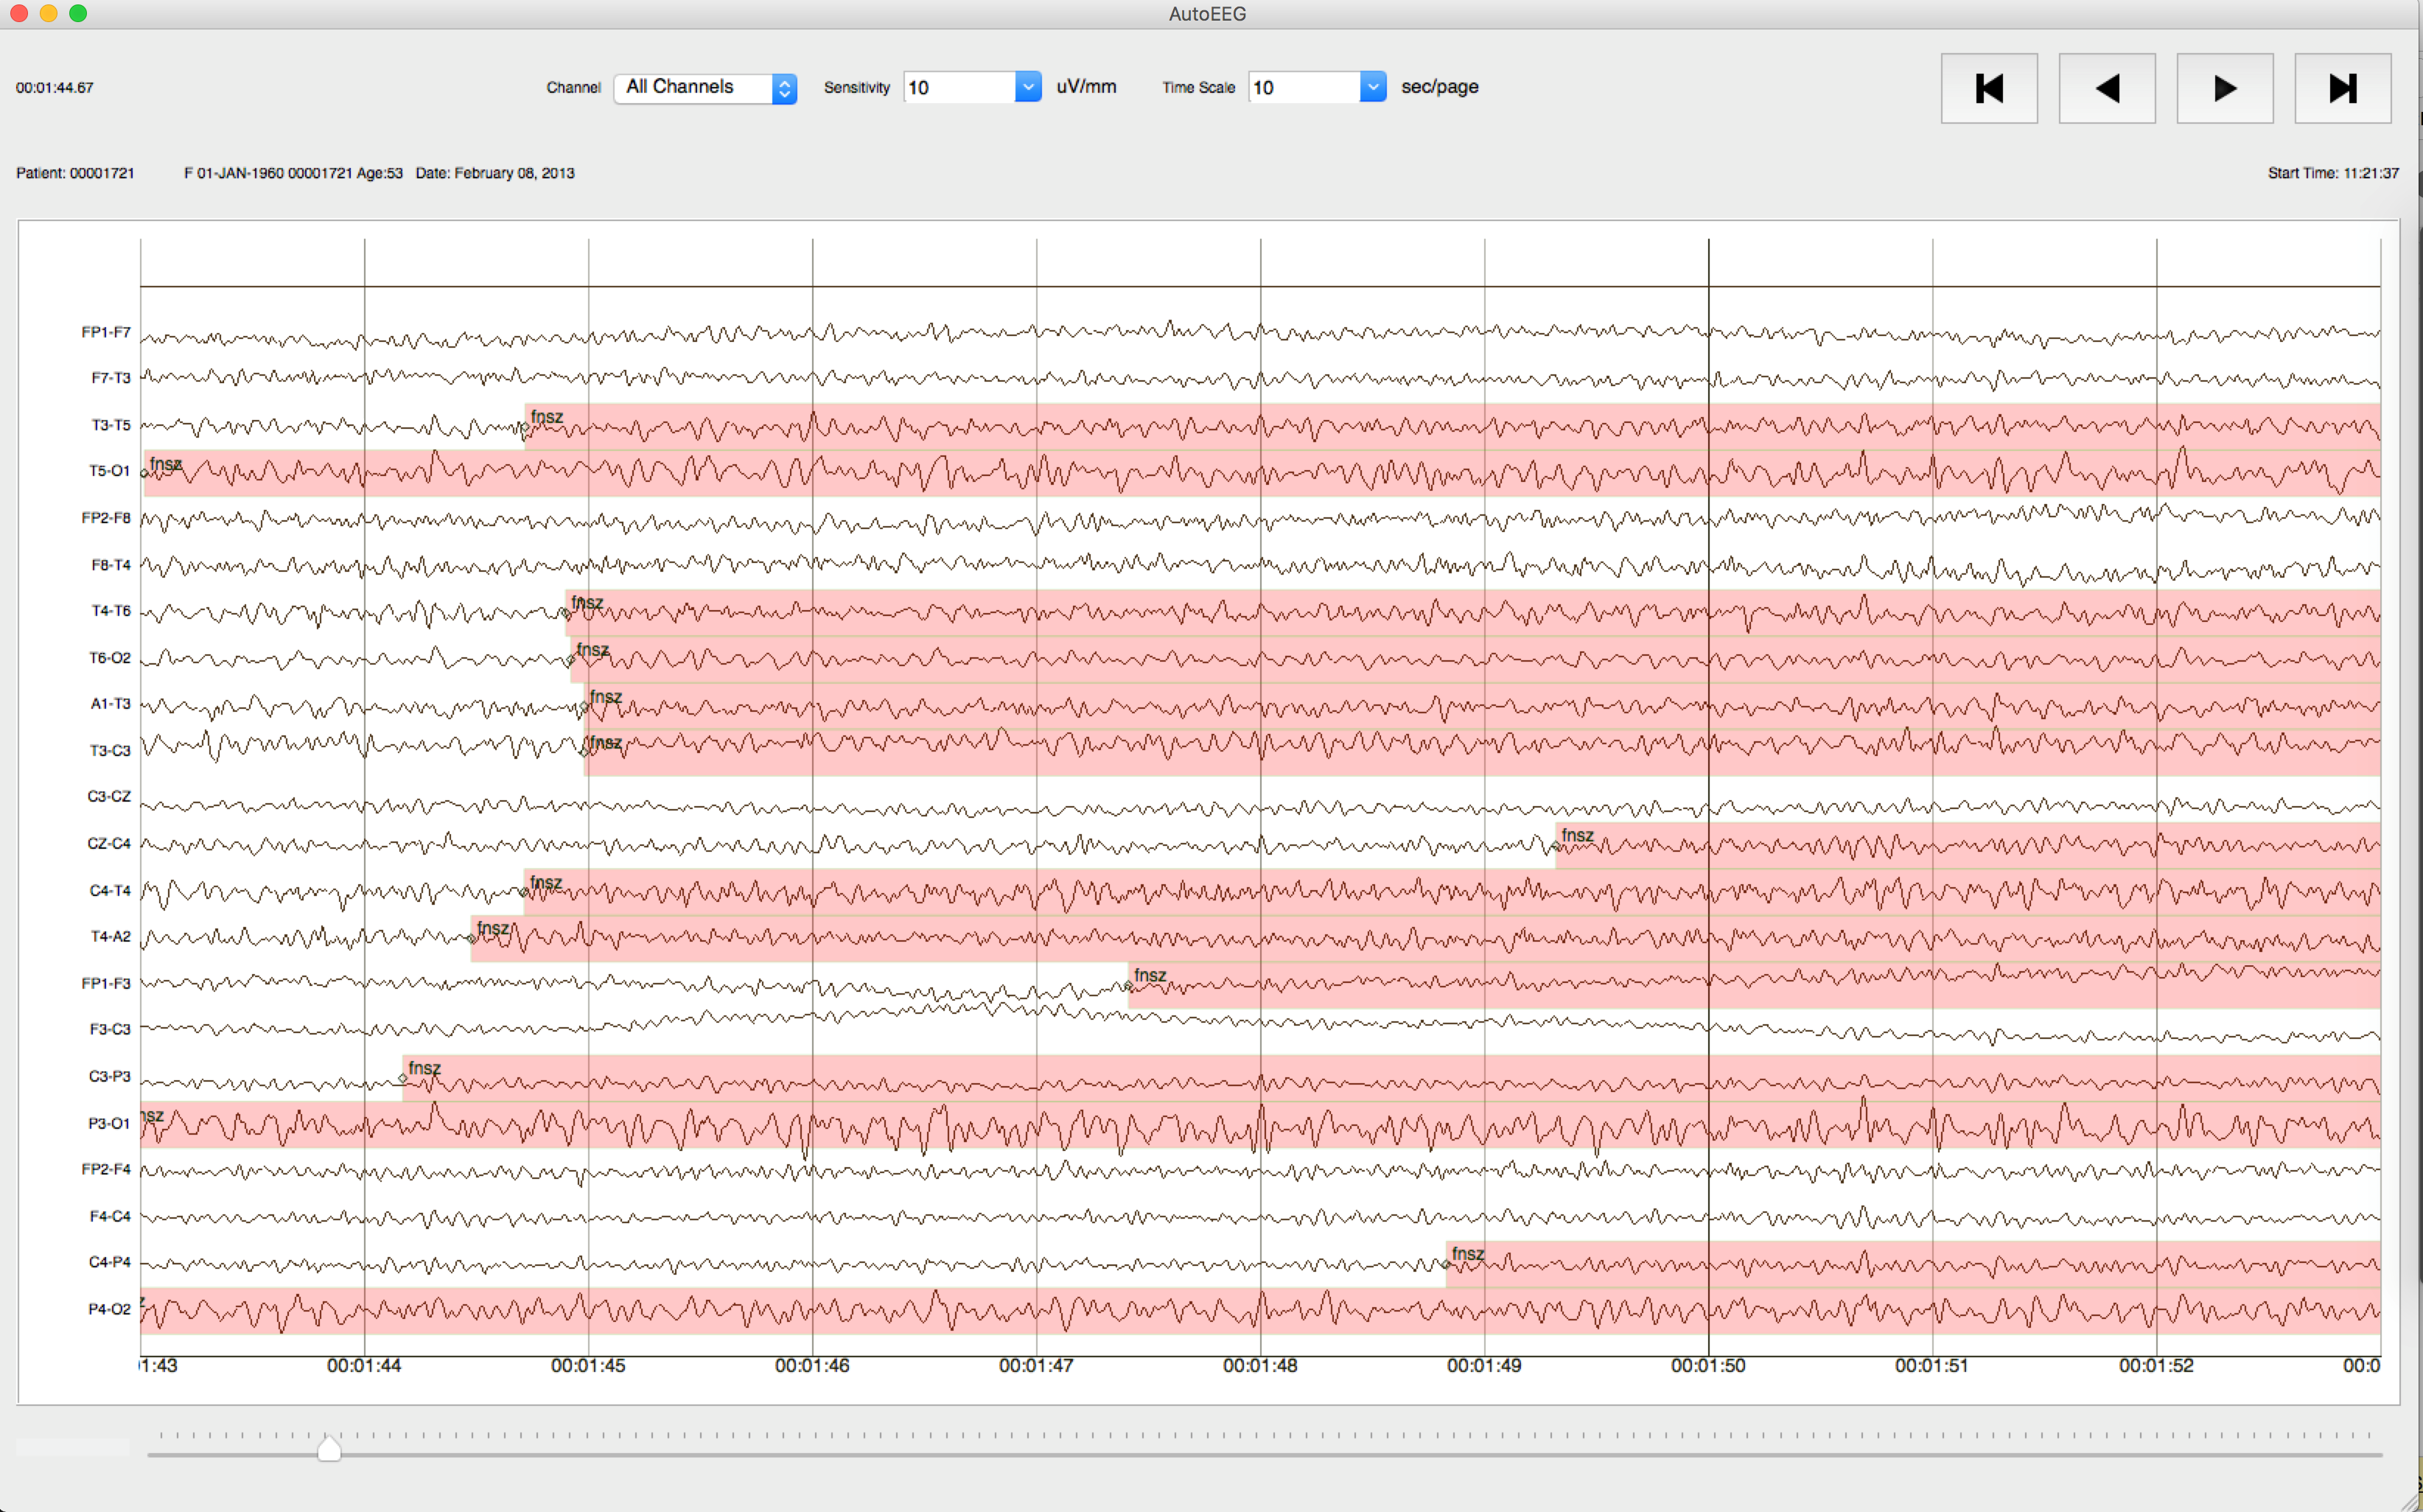 AutoEEG
00:01:44.67 Channel All Channels Sensitivity 10 uV/mm Time Scale 10 sec/page
Patient: 00001721 F 01-JAN-1960 00001721 Age:53 Date: February 08, 2013 Start Time: 11:21:37
FP1-F7
F7-T3
T3-T5 fnsz
T5-O1 fnsz
FP2-F8
F8-T4
T4-T6 fnsz
T6-O2 fnsz
A1-T3 fnsz
T3-C3 fnsz
C3-CZ
CZ-C4 fnsz
C4-T4 fnsz
T4-A2 fnsz
FP1-F3 fnsz
F3-C3
C3-P3 fnsz
P3-O1 nsz
FP2-F4
F4-C4
C4-P4 fnsz
P4-O2 z
1:43 00:01:44 00:01:45 00:01:46 00:01:47 00:01:48 00:01:49 00:01:50 00:01:51 00:01:52 00:0